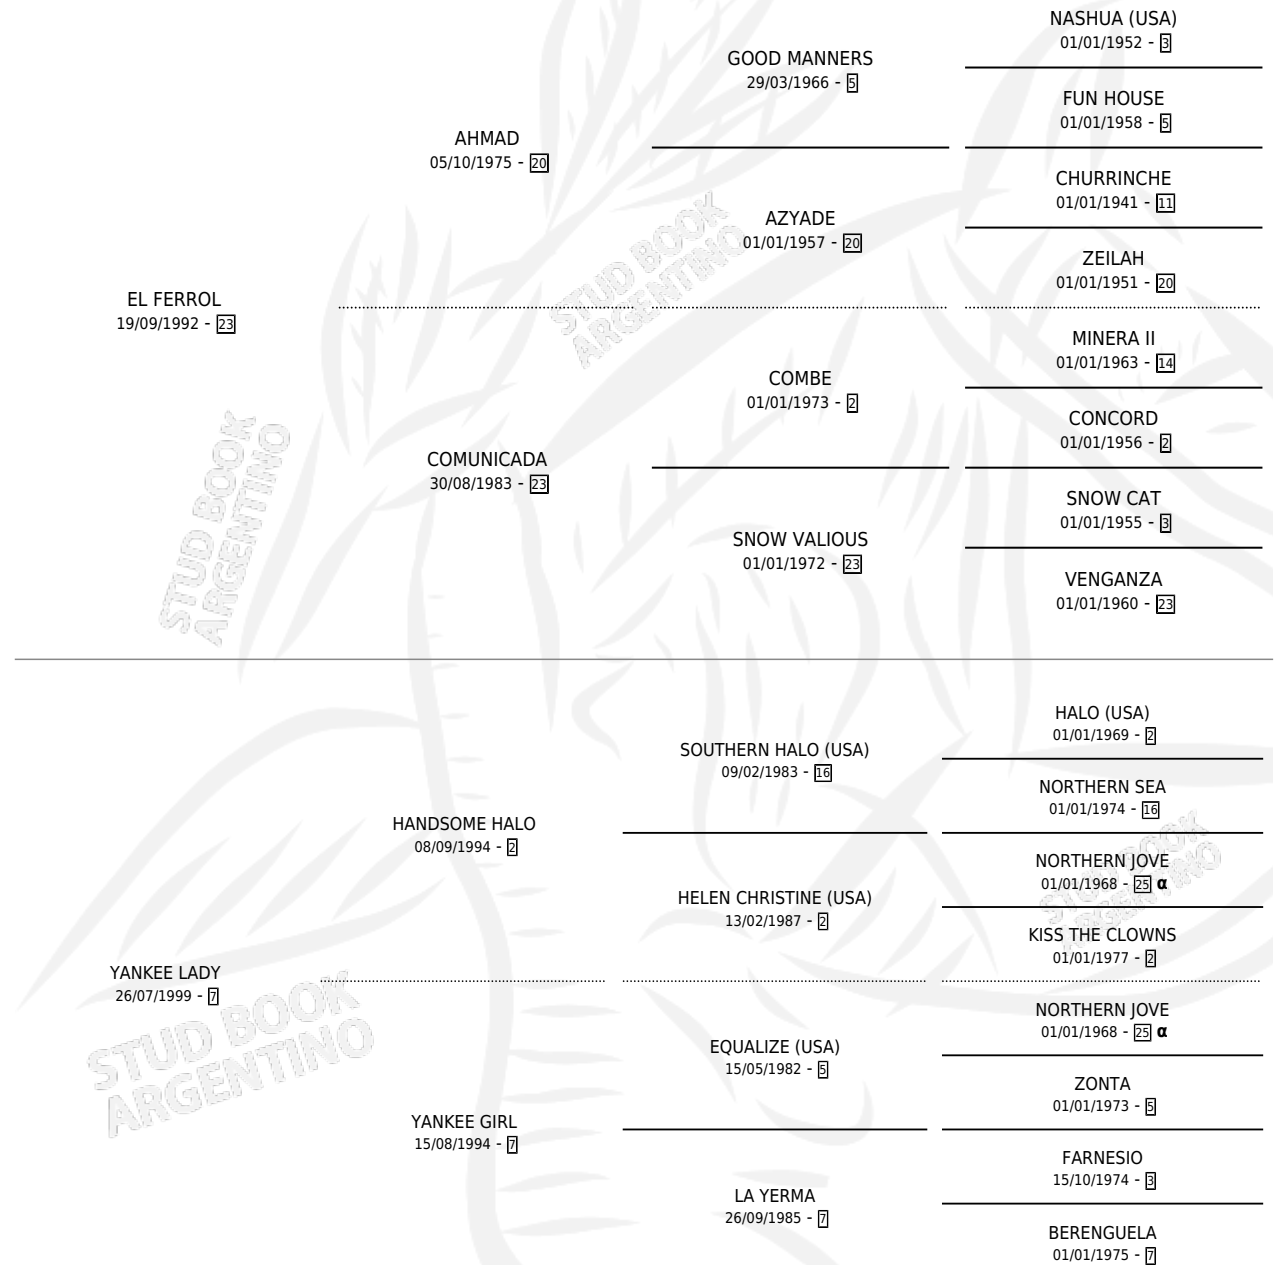 NASHUA (USA)
01/01/1952 - 3
GOOD MANNERS
29/03/1966 - 5
FUN HOUSE
01/01/1958 - 5
AHMAD
05/10/1975 - 20
CHURRINCHE
01/01/1941 - 11
AZYADE
01/01/1957 - 20
ZEILAH
01/01/1951 - 20
EL FERROL
19/09/1992 - 23
STUD BOOK
ARGENTINO
MINERA II
01/01/1963 - 14
COMBE
01/01/1973 - 2
CONCORD
01/01/1956 - 2
COMUNICADA
30/08/1983 - 23
STUD BOOK
ARGENTINO
SNOW CAT
01/01/1955 - 3
SNOW VALIOUS
01/01/1972 - 23
VENGANZA
01/01/1960 - 23
HALO (USA)
01/01/1969 - 2
SOUTHERN HALO (USA)
09/02/1983 - 16
NORTHERN SEA
01/01/1974 - 16
HANDSOME HALO
08/09/1994 - 2
STUD BOOK
ARGENTINO
NORTHERN JOVE
01/01/1968 - 25 α
HELEN CHRISTINE (USA)
13/02/1987 - 2
KISS THE CLOWNS
01/01/1977 - 2
YANKEE LADY
26/07/1999 - 7
STUD BOOK
ARGENTINO
NORTHERN JOVE
01/01/1968 - 25 α
EQUALIZE (USA)
15/05/1982 - 5
ZONTA
01/01/1973 - 5
YANKEE GIRL
15/08/1994 - 7
FARNESIO
15/10/1974 - 3
LA YERMA
26/09/1985 - 7
BERENGUELA
01/01/1975 - 7